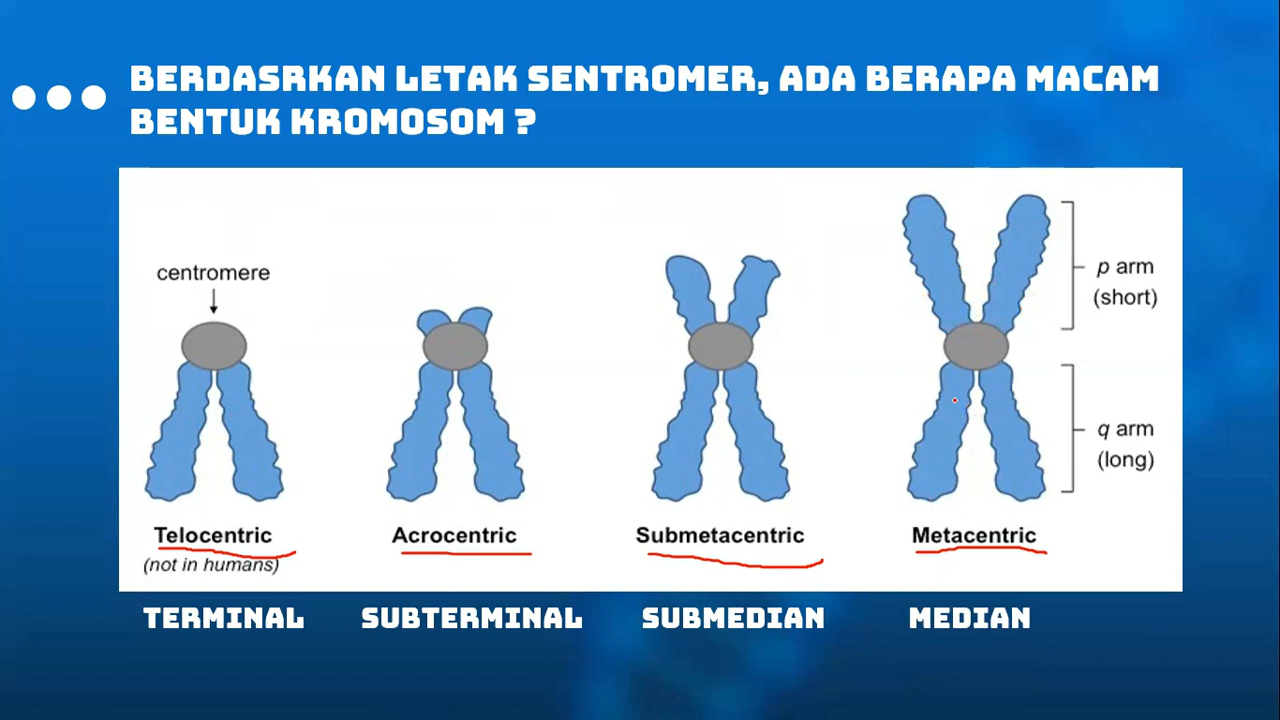 BERDASRKAN LETAK SENTROMER, ADA BERAPA MACAM
BENTUK KROMOSOM ?
centromere
p arm
(short)
q arm
(long)
Telocentric
(not in humans)
Acrocentric
Submetacentric
Metacentric
TERMINAL
SUBTERMINAL
SUBMEDIAN
MEDIAN